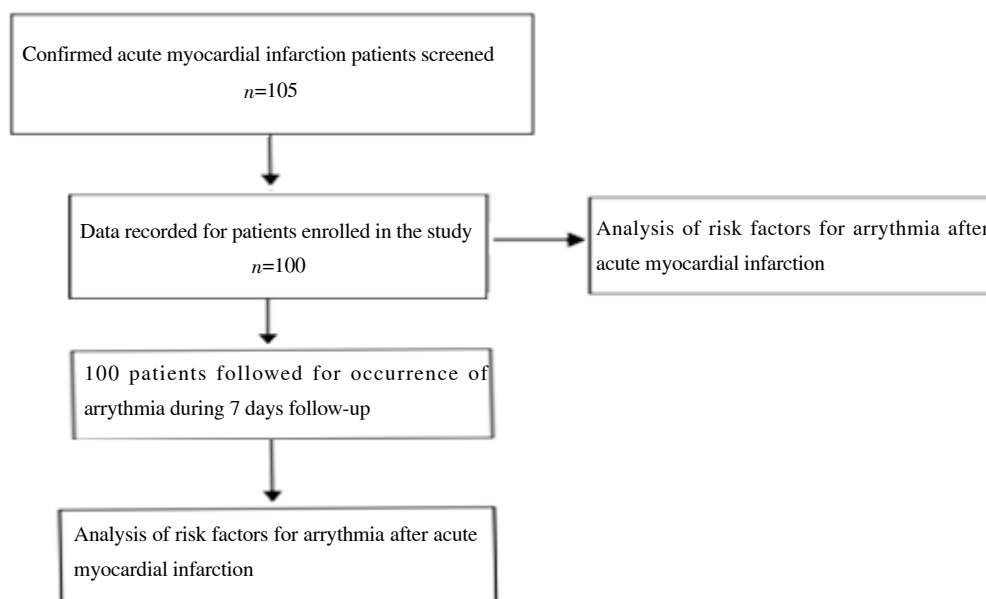 Confirmed acute myocardial infarction patients screened
n=105
Data recorded for patients enrolled in the study
n=100
Analysis of risk factors for arrythmia after
acute myocardial infarction
100 patients followed for occurrence of
arrythmia during 7 days follow-up
Analysis of risk factors for arrythmia after acute
myocardial infarction